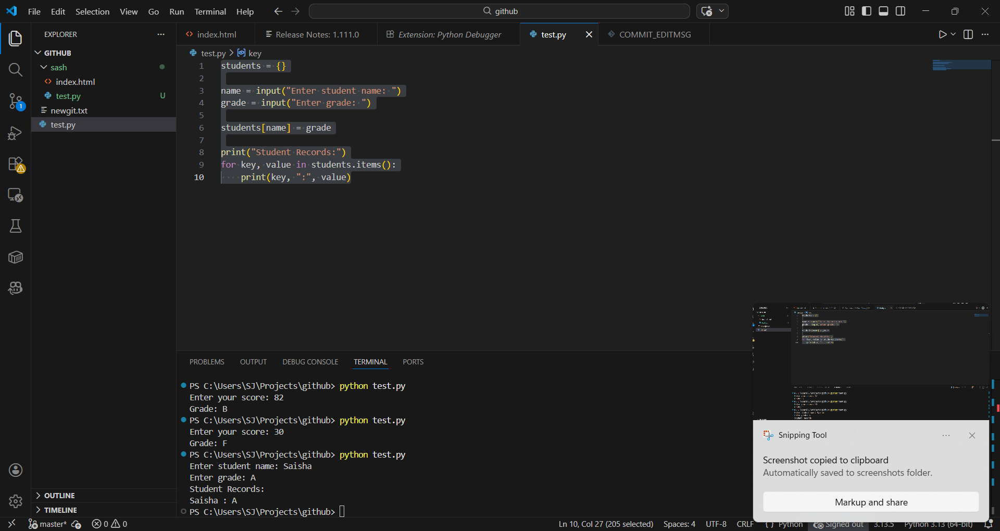 File Edit Selection View Go Run Terminal Help
github
EXPLORER
GITHUB
sash
index.html
test.py U
newgit.txt
test.py
OUTLINE
TIMELINE
1
index.html
Release Notes: 1.111.0
Extension: Python Debugger
test.py
COMMIT_EDITMSG
test.py > key
1 students = {}
2
3 name = input("Enter student name: ")
4 grade = input("Enter grade: ")
5
6 students[name] = grade
7
8 print("Student Records:")
9 for key, value in students.items():
10 print(key, ":", value)
PROBLEMS OUTPUT DEBUG CONSOLE TERMINAL PORTS
PS C:\Users\SJ\Projects\github> python test.py
Enter your score: 82
Grade: B
PS C:\Users\SJ\Projects\github> python test.py
Enter your score: 30
Grade: F
PS C:\Users\SJ\Projects\github> python test.py
Enter student name: Saisha
Enter grade: A
Student Records:
Saisha : A
PS C:\Users\SJ\Projects\github>
Snipping Tool
Screenshot copied to clipboard
Automatically saved to screenshots folder.
Markup and share
master* 0 0
Ln 10, Col 27 (205 selected) Spaces: 4 UTF-8 CRLF {} Python Signed out 3.13.5 Python 3.13 (64-bit)